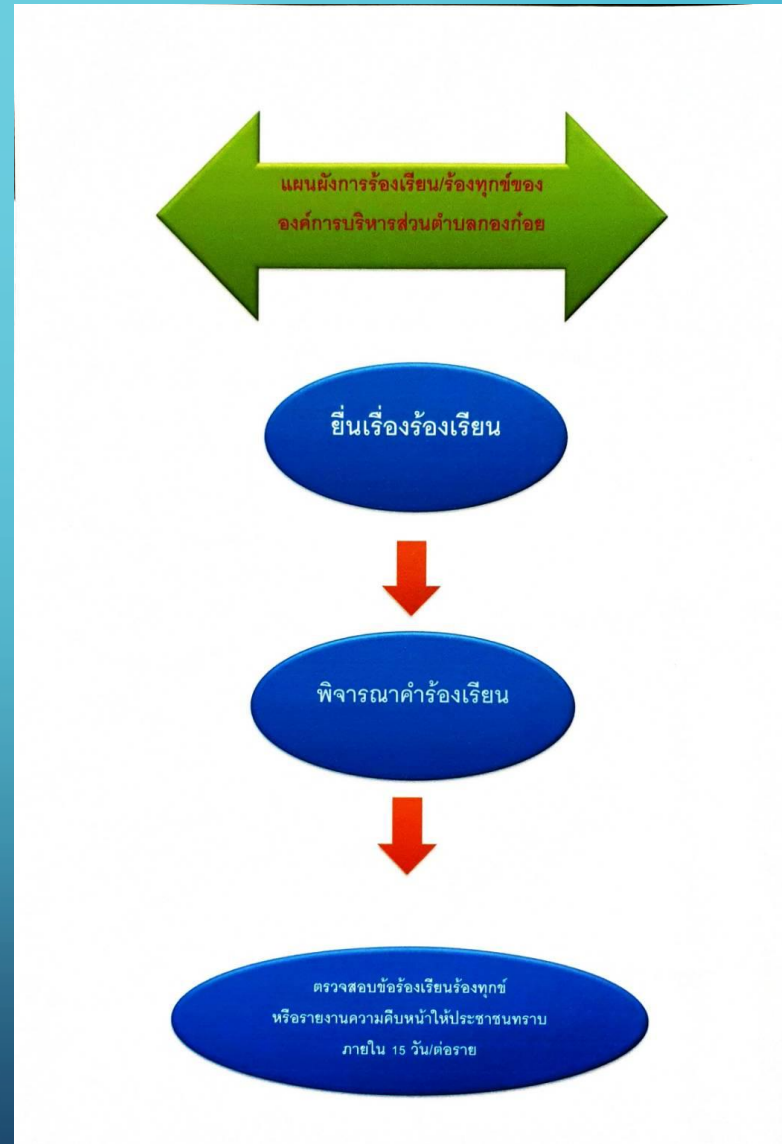 แผนผังการร้องเรียน/ร้องทุกข์ของ
องค์การบริหารส่วนตำบลกองก๋อย
ยื่นเรื่องร้องเรียน
พิจารณาคำร้องเรียน
ตรวจสอบข้อร้องเรียนร้องทุกข์
หรือรายงานความคืบหน้าให้ประชาชนทราบ
ภายใน 15 วัน/ต่อราย